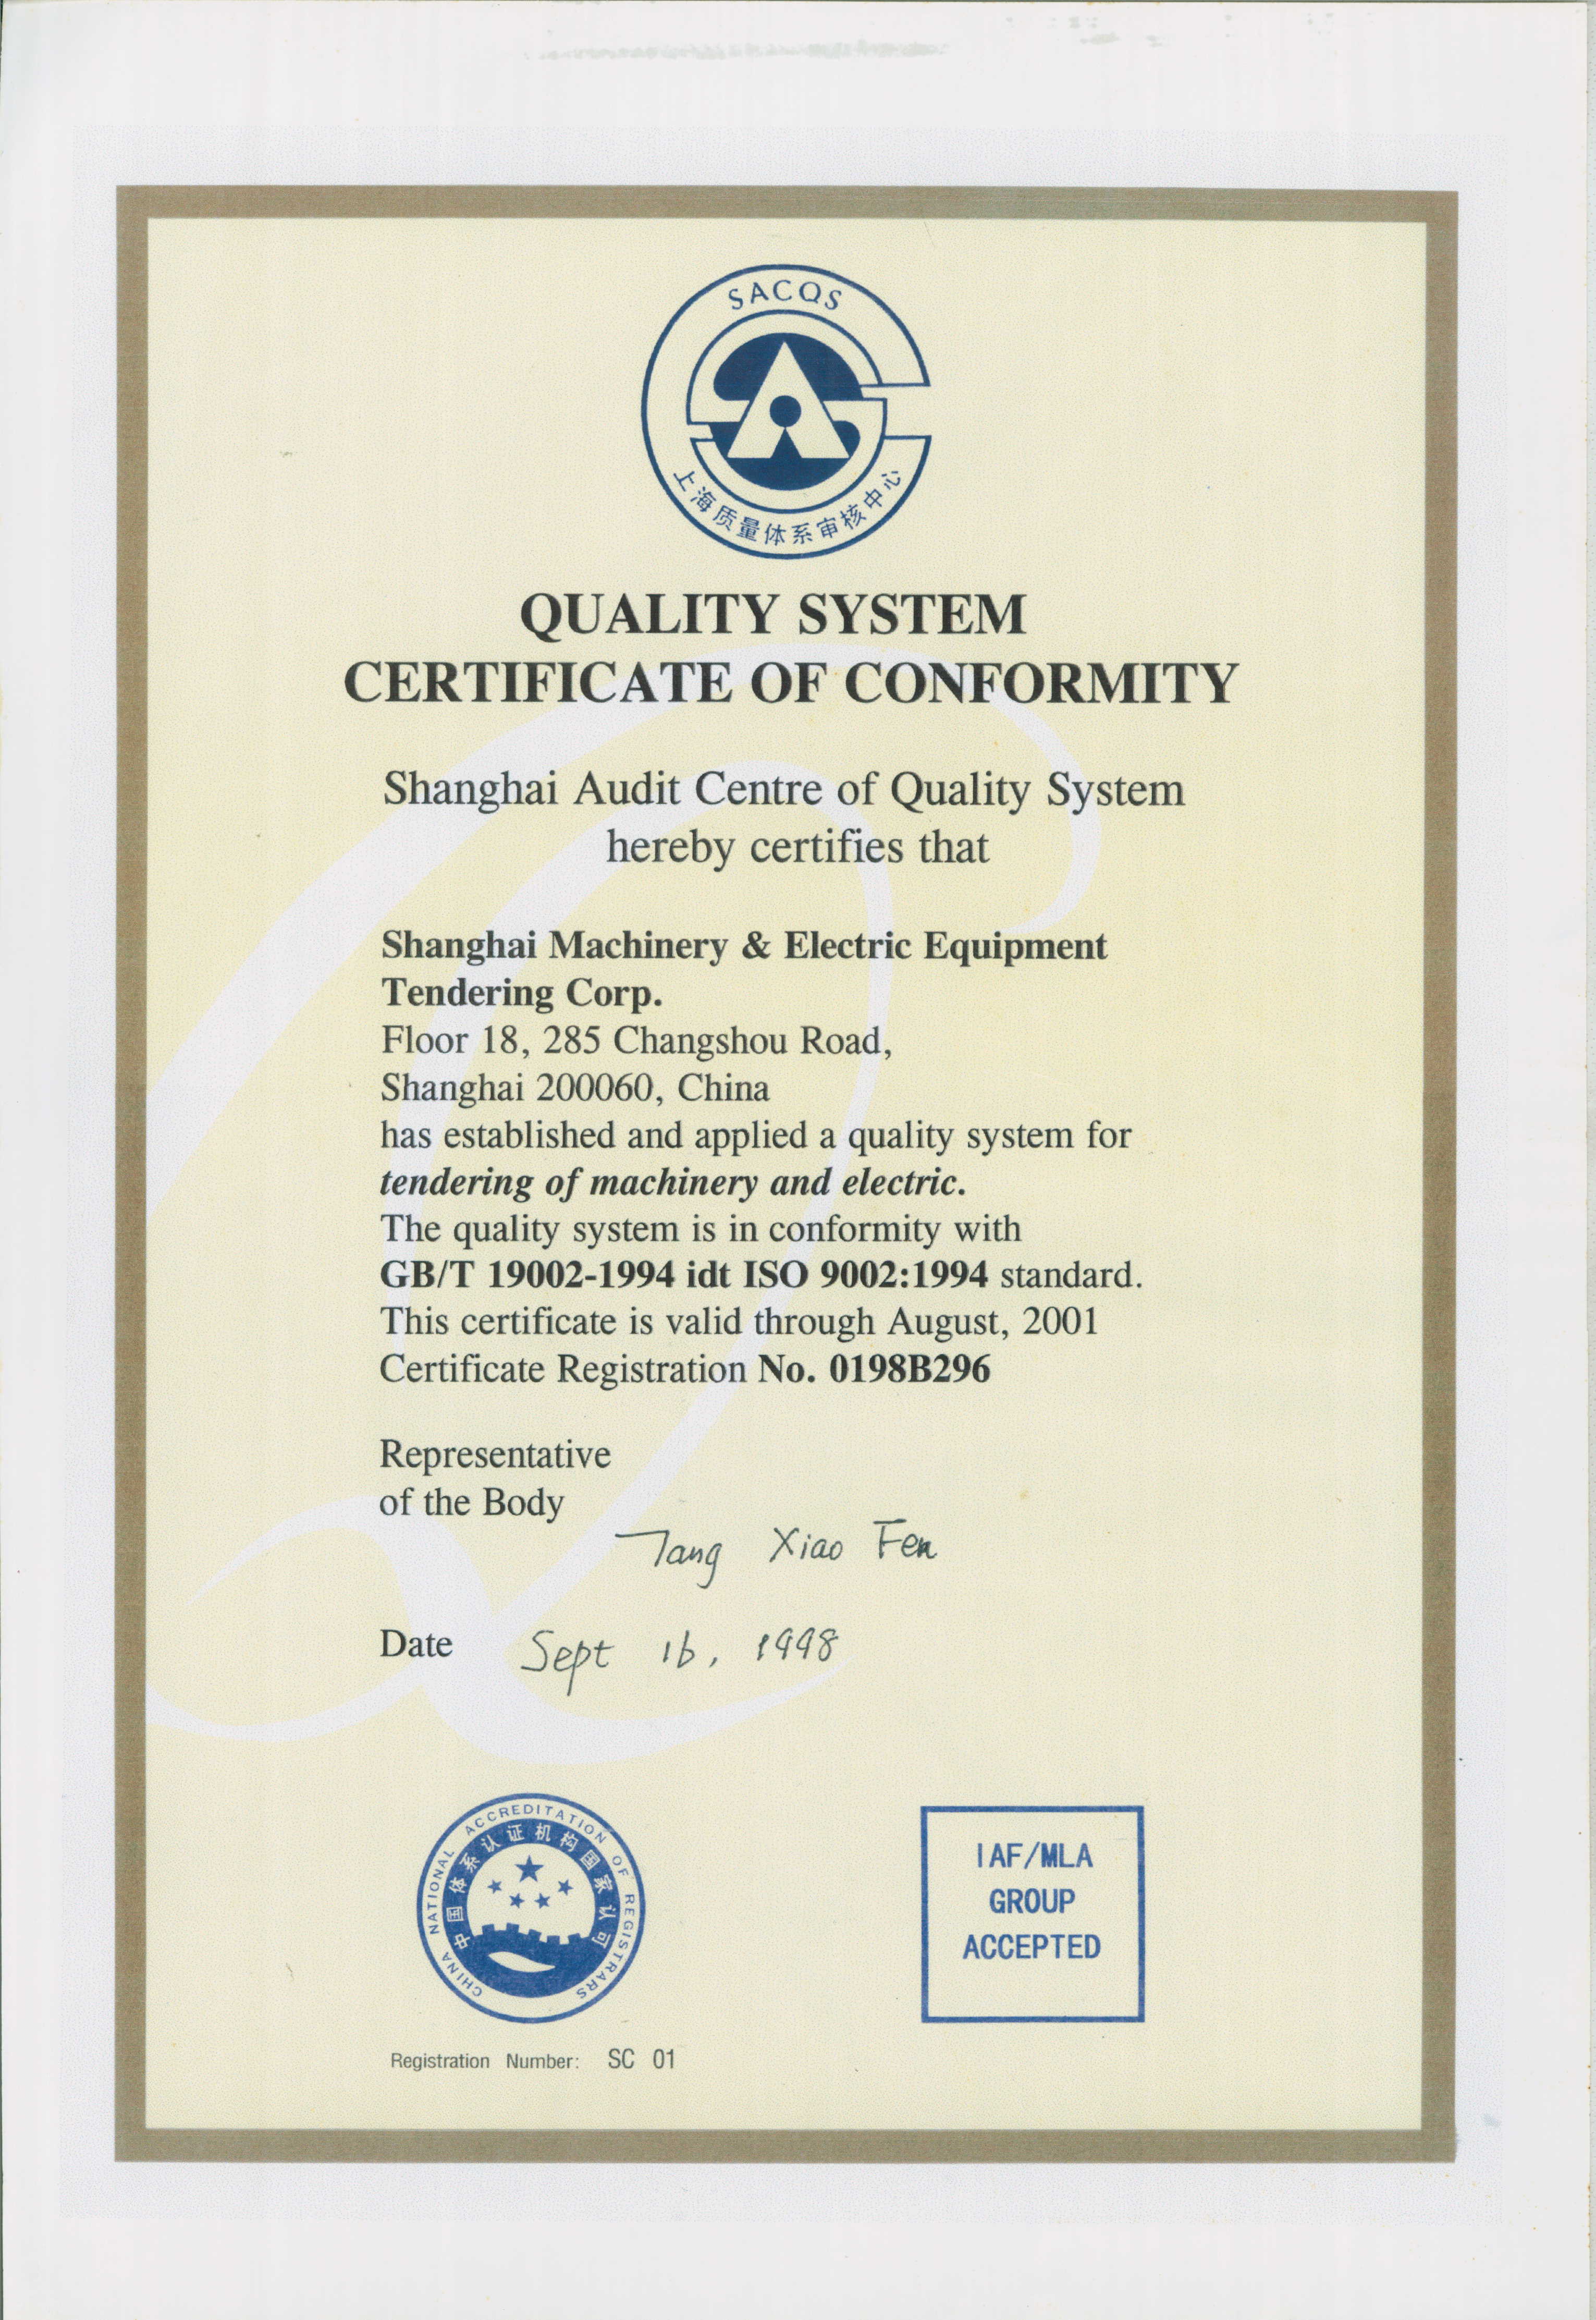 SACQS
上海质量体系审核中心
QUALITY SYSTEM
CERTIFICATE OF CONFORMITY
Shanghai Audit Centre of Quality System
hereby certifies that
Shanghai Machinery & Electric Equipment
Tendering Corp.
Floor 18, 285 Changshou Road,
Shanghai 200060, China
has established and applied a quality system for
tendering of machinery and electric.
The quality system is in conformity with
GB/T 19002-1994 idt ISO 9002:1994 standard.
This certificate is valid through August, 2001
Certificate Registration No. 0198B296
Representative
of the Body
Tang Xiao Fen
Date Sept 16, 1998
CHINA NATIONAL ACCREDITATION OF REGISTRARS
中国体系认证机构国家认可
IAF/MLA
GROUP
ACCEPTED
Registration Number: SC 01